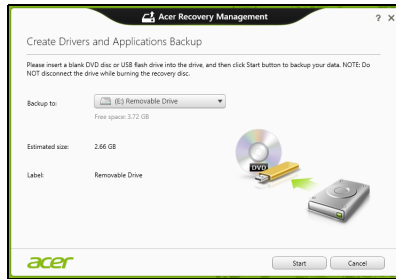 Acer Recovery Management
? X
Create Drivers and Applications Backup
Please insert a blank DVD disc or USB flash drive into the drive, and then click Start button to backup your data. NOTE: Do
NOT disconnect the drive while burning the recovery disc.
Backup to: (E:) Removable Drive
Free space: 3.72 GB
Estimated size: 2.66 GB
DVD
Label: Removable Drive
acer Start Cancel